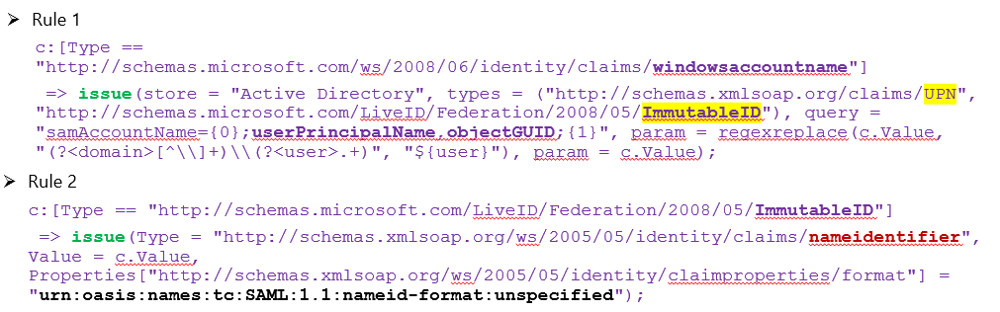 ➢ Rule 1
c:[Type ==
"http://schemas.microsoft.com/ws/2008/06/identity/claims/windowsaccountname"]
=> issue(store = "Active Directory", types = ("http://schemas.xmlsoap.org/claims/UPN",
"http://schemas.microsoft.com/LiveID/Federation/2008/05/ImmutableID"), query =
"samAccountName={0};userPrincipalName,objectGUID;{1}", param = regexreplace(c.Value,
"(?<domain>[^\\]+)\\(?<user>.+)", "${user}"), param = c.Value);
➢ Rule 2
c:[Type == "http://schemas.microsoft.com/LiveID/Federation/2008/05/ImmutableID"]
=> issue(Type = "http://schemas.xmlsoap.org/ws/2005/05/identity/claims/nameidentifier",
Value = c.Value,
Properties["http://schemas.xmlsoap.org/ws/2005/05/identity/claimproperties/format"] =
"urn:oasis:names:tc:SAML:1.1:nameid-format:unspecified");